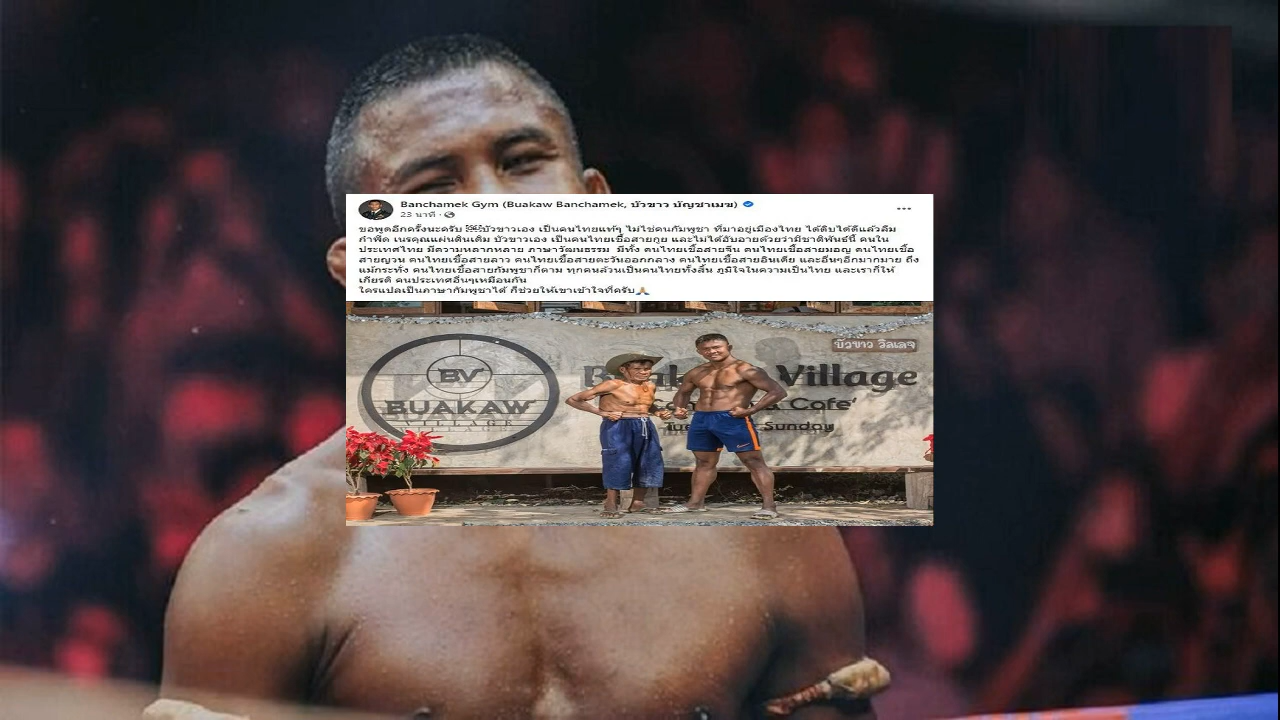 Banchamek Gym (Buakaw Banchamek, บัวขาว บัญชาเมฆ)
23 นาที ·
ขอพูดอีกครั้งนะครับ บัวขาวเอง เป็นคนไทยแท้ๆ ไม่ใช่คนกัมพูชา ที่มาอยู่เมืองไทย ได้ดิบได้ดีแล้วลืม
กำพืด เนรคุณแผ่นดินเดิม บัวขาวเอง เป็นคนไทยเชื้อสายกูย และไม่ได้อับอายด้วยว่ามีชาติพันธ์นี้ คนใน
ประเทศไทย มีความหลากหลาย ภาษาวัฒนธรรม มีทั้ง คนไทยเชื้อสายจีน คนไทยเชื้อสายมอญ คนไทยเชื้อ
สายญวน คนไทยเชื้อสายลาว คนไทยเชื้อสายตะวันออกกลาง คนไทยเชื้อสายอินเดีย และอื่นๆอีกมากมาย ถึง
แม้กระทั่ง คนไทยเชื้อสายกัมพูชาก็ตาม ทุกคนล้วนเป็นคนไทยทั้งสิ้น ภูมิใจในความเป็นไทย และเราก็ให้
เกียรติ คนประเทศอื่นๆเหมือนกัน
ใครแปลเป็นภาษากัมพูชาได้ ก็ช่วยให้เขาเข้าใจทีครับ🙏🏽
บัวขาว วิลเลจ
BV
BUAKAW
VILLAGE
Village
Cafe'
Sunday